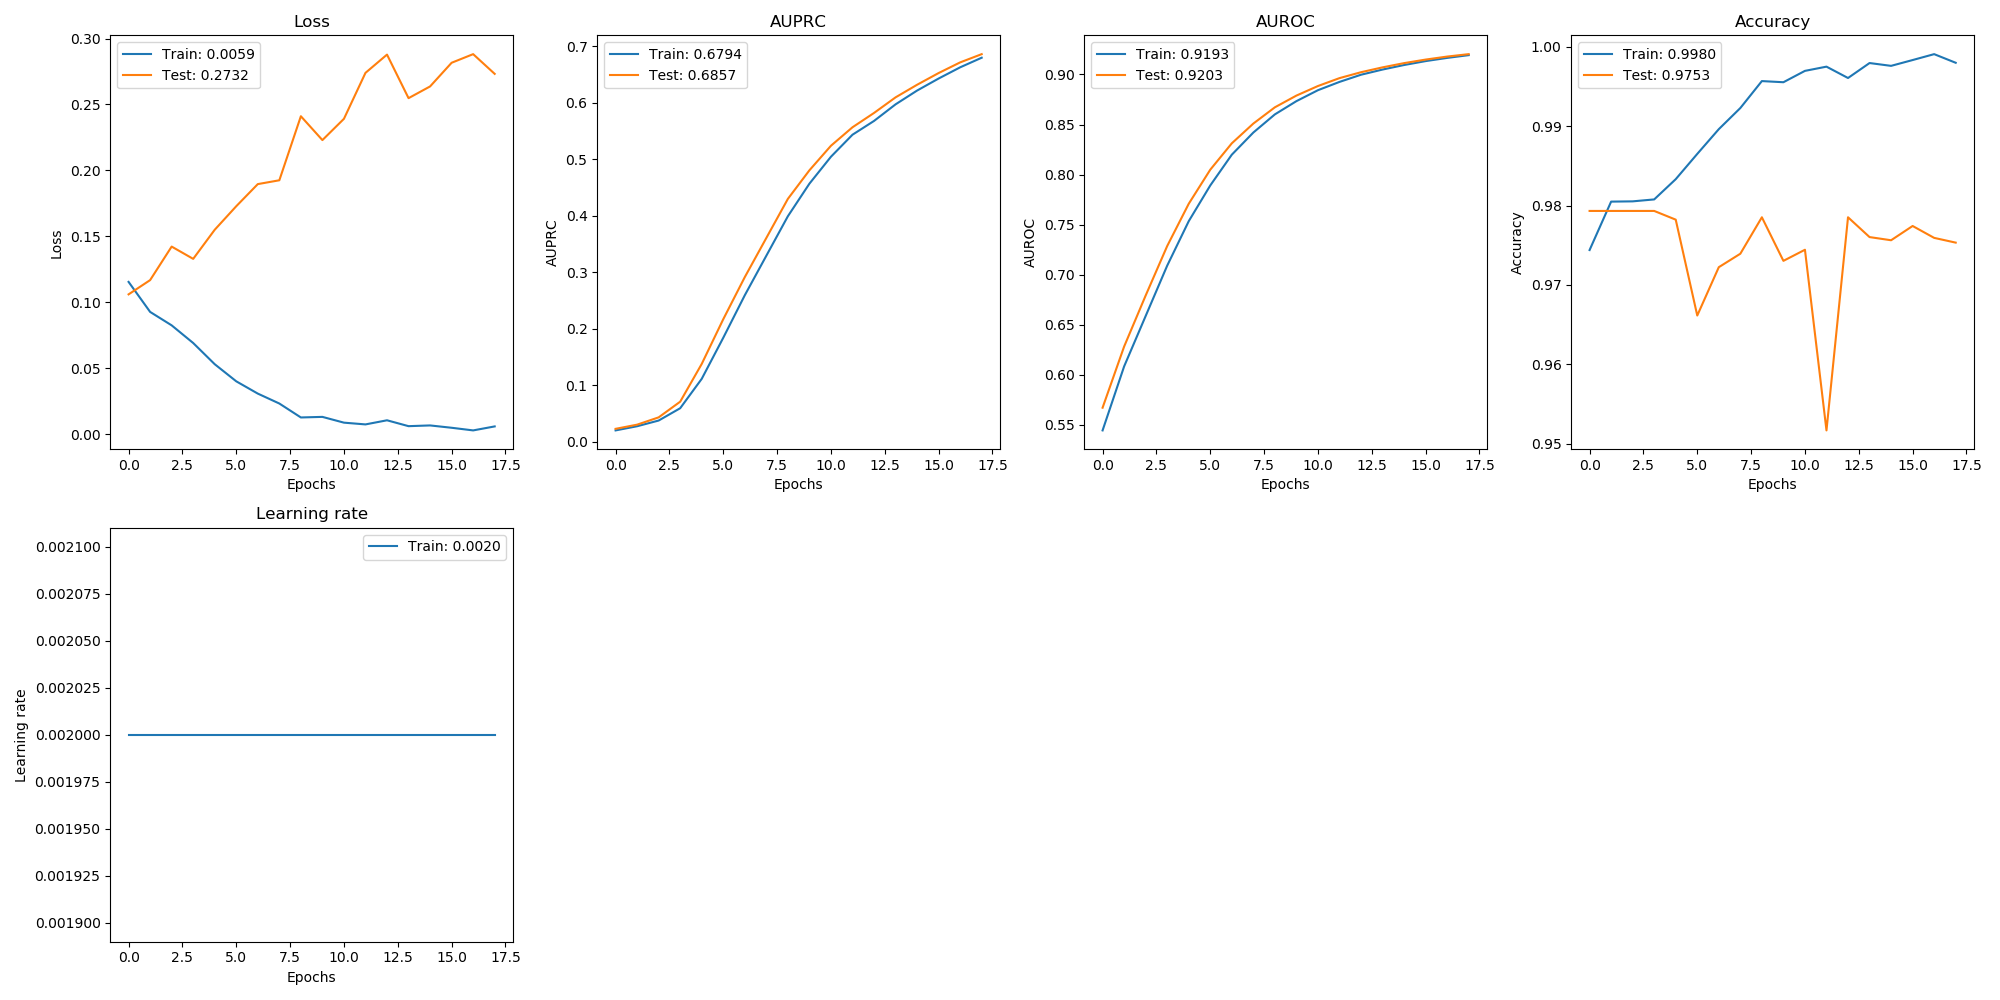 Loss
Train: 0.0059
Test: 0.2732
0.30
0.25
0.20
0.15
0.10
0.05
0.00
Loss
0.0 2.5 5.0 7.5 10.0 12.5 15.0 17.5
Epochs
AUPRC
Train: 0.6794
Test: 0.6857
0.7
0.6
0.5
0.4
0.3
0.2
0.1
0.0
AUPRC
0.0 2.5 5.0 7.5 10.0 12.5 15.0 17.5
Epochs
AUROC
Train: 0.9193
Test: 0.9203
0.90
0.85
0.80
0.75
0.70
0.65
0.60
0.55
AUROC
0.0 2.5 5.0 7.5 10.0 12.5 15.0 17.5
Epochs
Accuracy
Train: 0.9980
Test: 0.9753
1.00
0.99
0.98
0.97
0.96
0.95
Accuracy
0.0 2.5 5.0 7.5 10.0 12.5 15.0 17.5
Epochs
Learning rate
Train: 0.0020
0.002100
0.002075
0.002050
0.002025
0.002000
0.001975
0.001950
0.001925
0.001900
Learning rate
0.0 2.5 5.0 7.5 10.0 12.5 15.0 17.5
Epochs